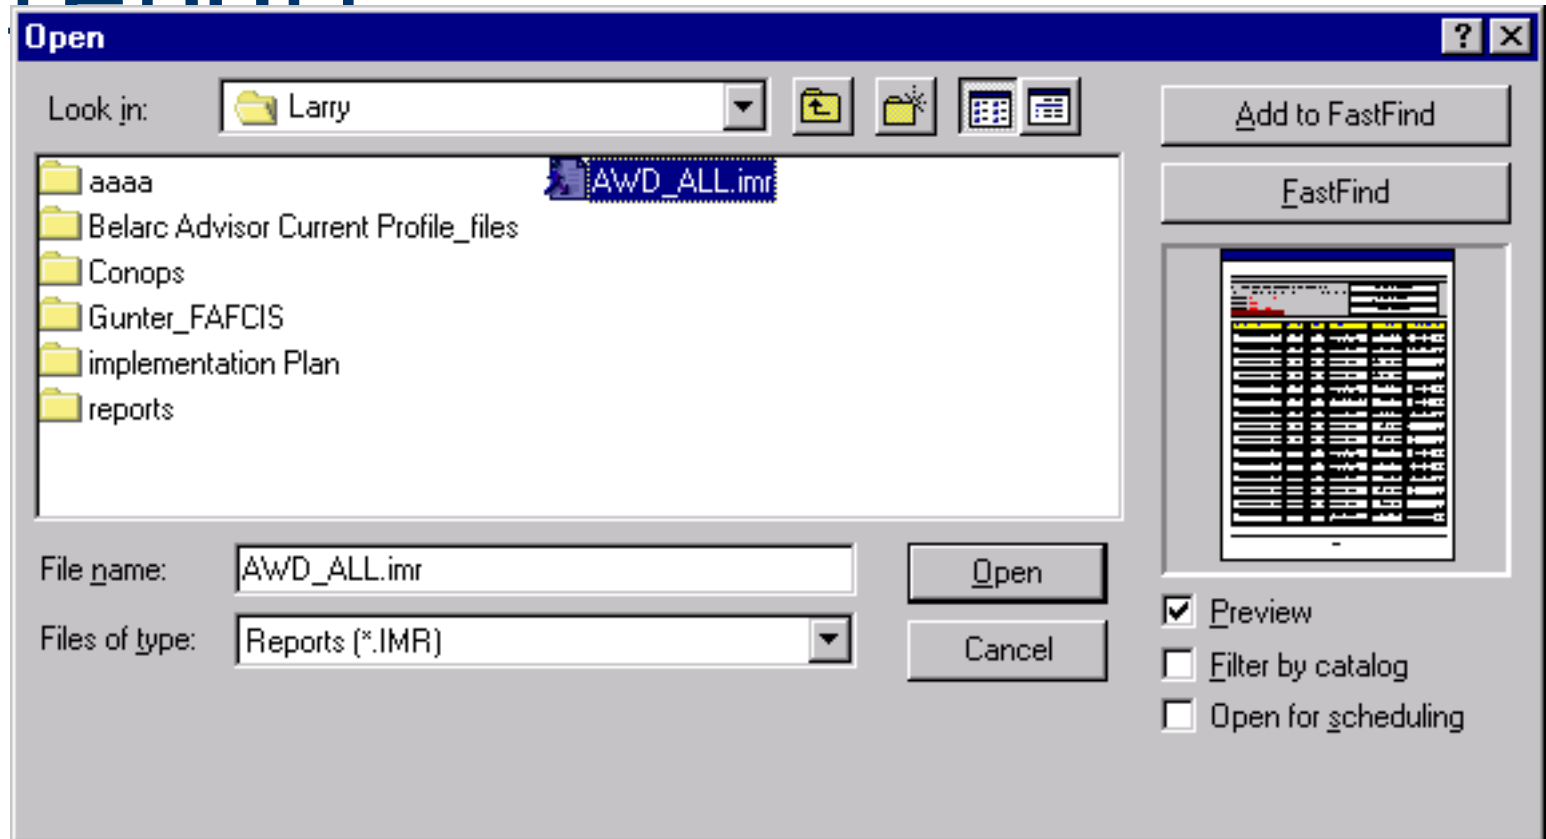 Open
Look in: Larry
Add to FastFind
aaaa
AWD_ALL.imr
FastFind
Belarc Advisor Current Profile_files
Conops
Gunter_FAFCIS
implementation Plan
reports
File name: AWD_ALL.imr
Open
Preview
Files of type: Reports (*.IMR)
Cancel
Filter by catalog
Open for scheduling